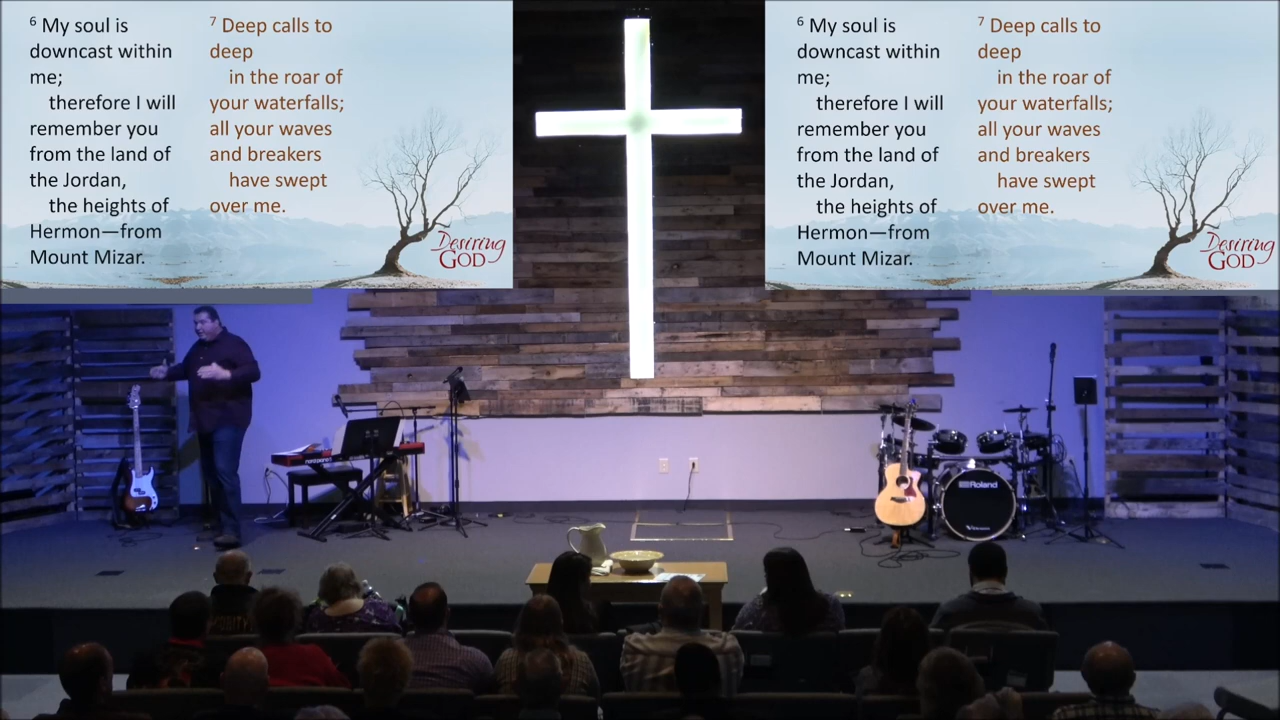 6 My soul is
downcast within
me;
therefore I will
remember you
from the land of
the Jordan,
the heights of
Hermon—from
Mount Mizar.
7 Deep calls to
deep
in the roar of
your waterfalls;
all your waves
and breakers
have swept
over me.
Desiring
GOD
6 My soul is
downcast within
me;
therefore I will
remember you
from the land of
the Jordan,
the heights of
Hermon—from
Mount Mizar.
7 Deep calls to
deep
in the roar of
your waterfalls;
all your waves
and breakers
have swept
over me.
Desiring
GOD
Roland